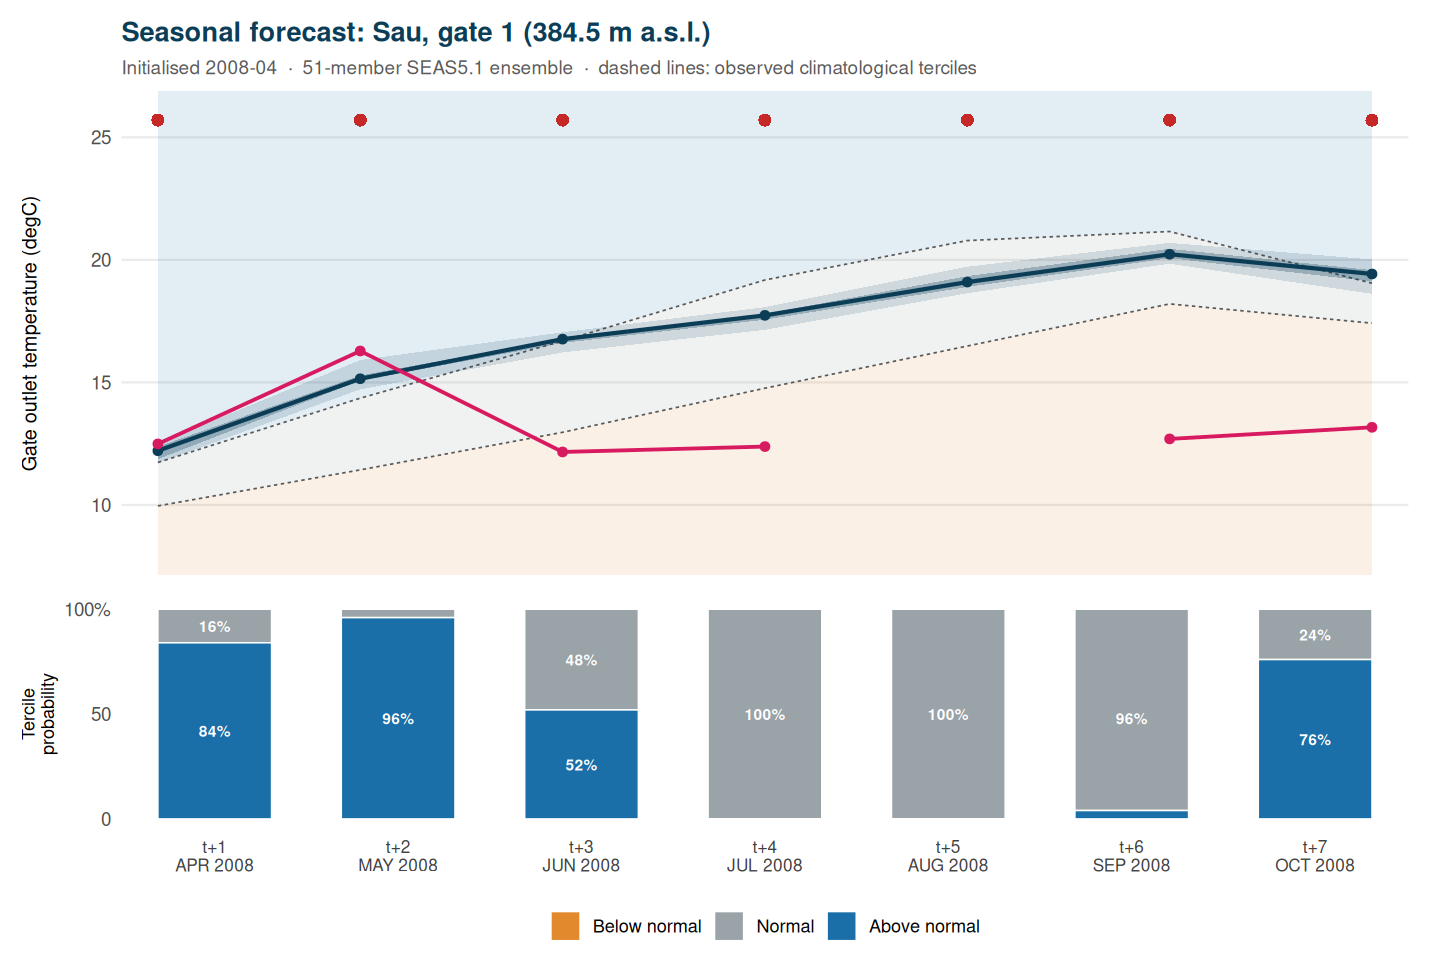 Seasonal forecast: Sau, gate 1 (384.5 m a.s.l.)
Initialised 2008-04 · 51-member SEAS5.1 ensemble · dashed lines: observed climatological terciles
Gate outlet temperature (degC)
25
20
15
10
Tercile
probability
100%
50
0
16%
84%
96%
48%
52%
100%
100%
96%
24%
76%
t+1
APR 2008
t+2
MAY 2008
t+3
JUN 2008
t+4
JUL 2008
t+5
AUG 2008
t+6
SEP 2008
t+7
OCT 2008
Below normal
Normal
Above normal